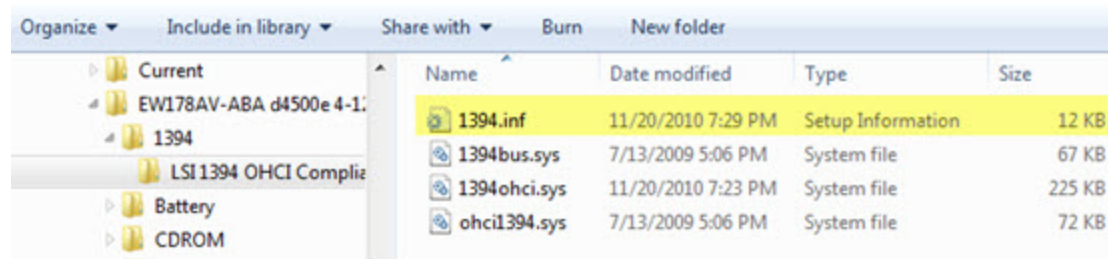 Organize Include in library Share with Burn New folder
Current
EW178AV-ABA d4500e 4-12
1394
LSI 1394 OHCI Complia
Battery
CDROM
Name Date modified Type Size
1394.inf 11/20/2010 7:29 PM Setup Information 12 KB
1394bus.sys 7/13/2009 5:06 PM System file 67 KB
1394ohci.sys 11/20/2010 7:23 PM System file 225 KB
ohci1394.sys 7/13/2009 5:06 PM System file 72 KB